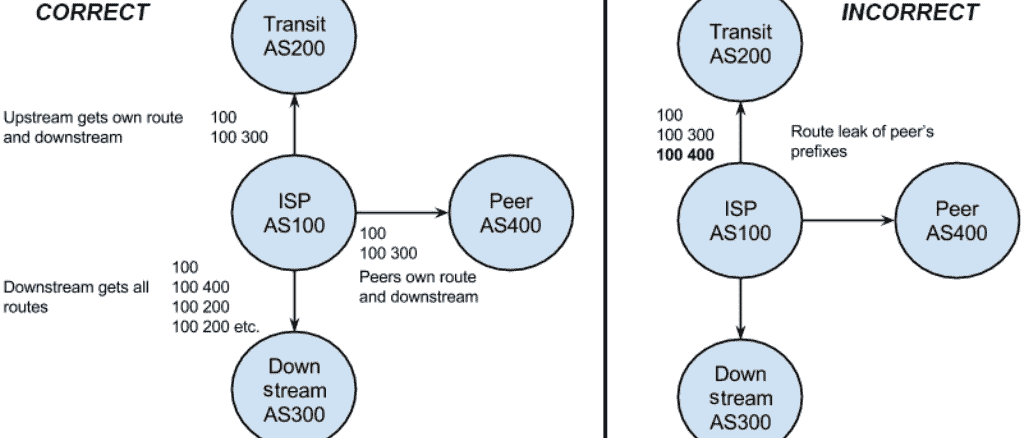 CORRECT
Transit
AS200
Upstream gets own route
and downstream
100
100 300
ISP
AS100
Peer
AS400
100
100 300
Peers own route
and downstream
Downstream gets all
routes
100
100 400
100 200
100 200 etc.
Down
stream
AS300
INCORRECT
Transit
AS200
100
100 300
100 400
Route leak of peer's
prefixes
ISP
AS100
Peer
AS400
Down
stream
AS300